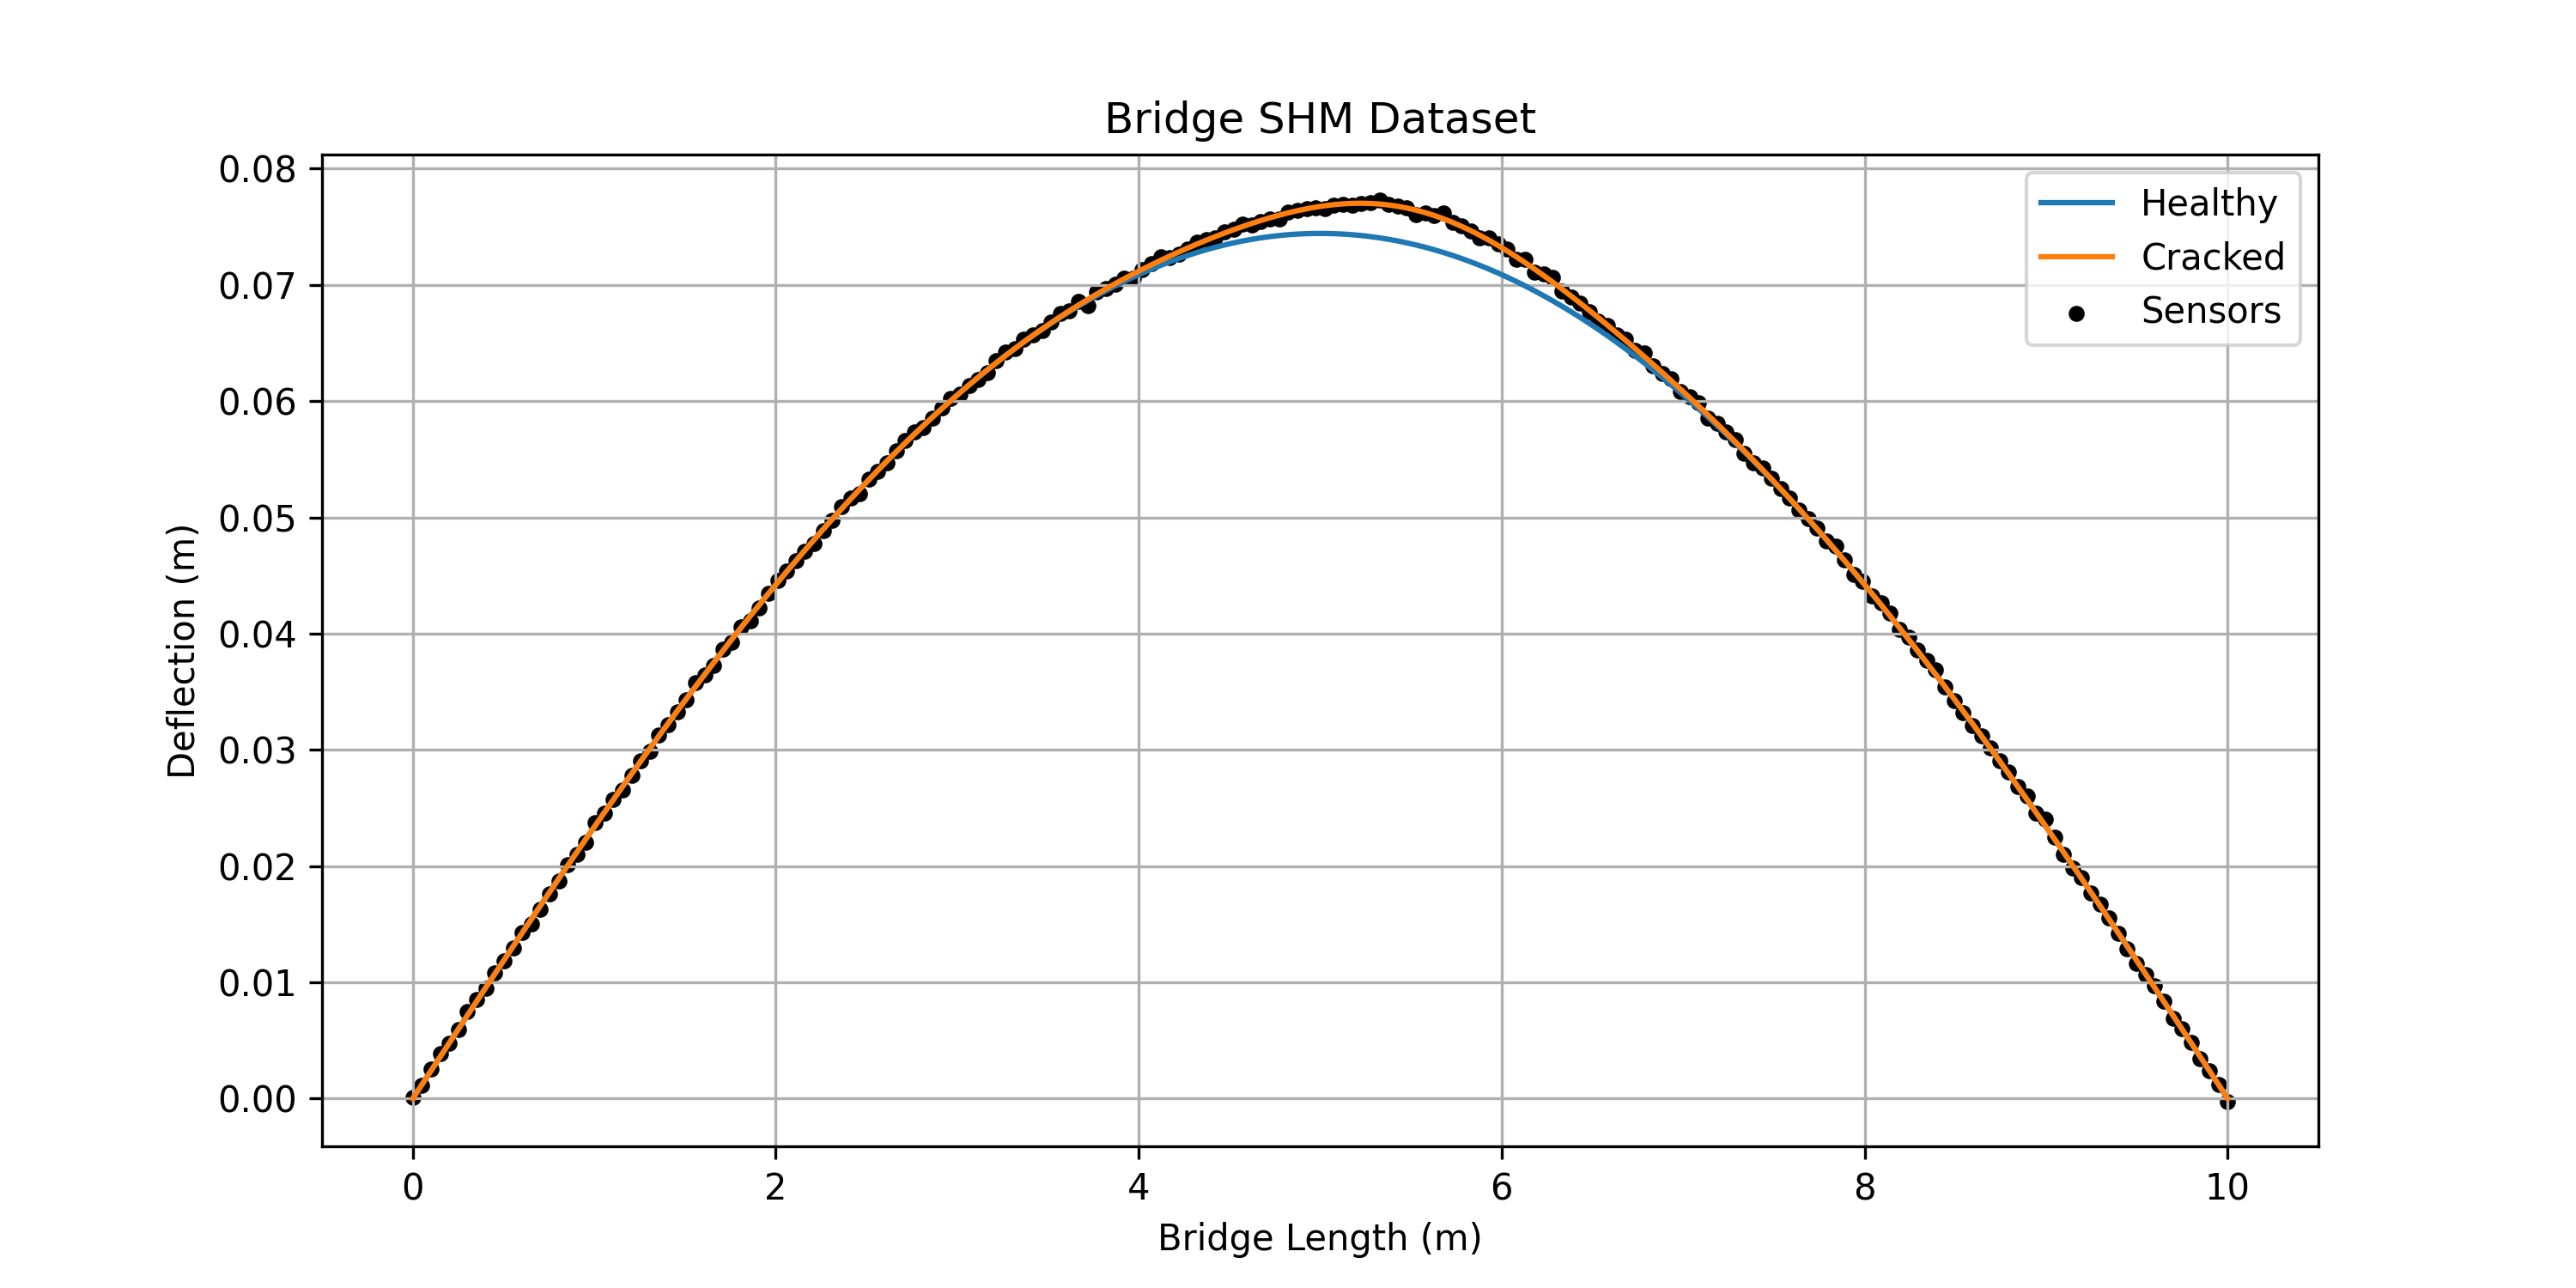 Bridge SHM Dataset
0.08
0.07
0.06
0.05
0.04
0.03
0.02
0.01
0.00
Deflection (m)
Healthy
Cracked
Sensors
0 2 4 6 8 10
Bridge Length (m)